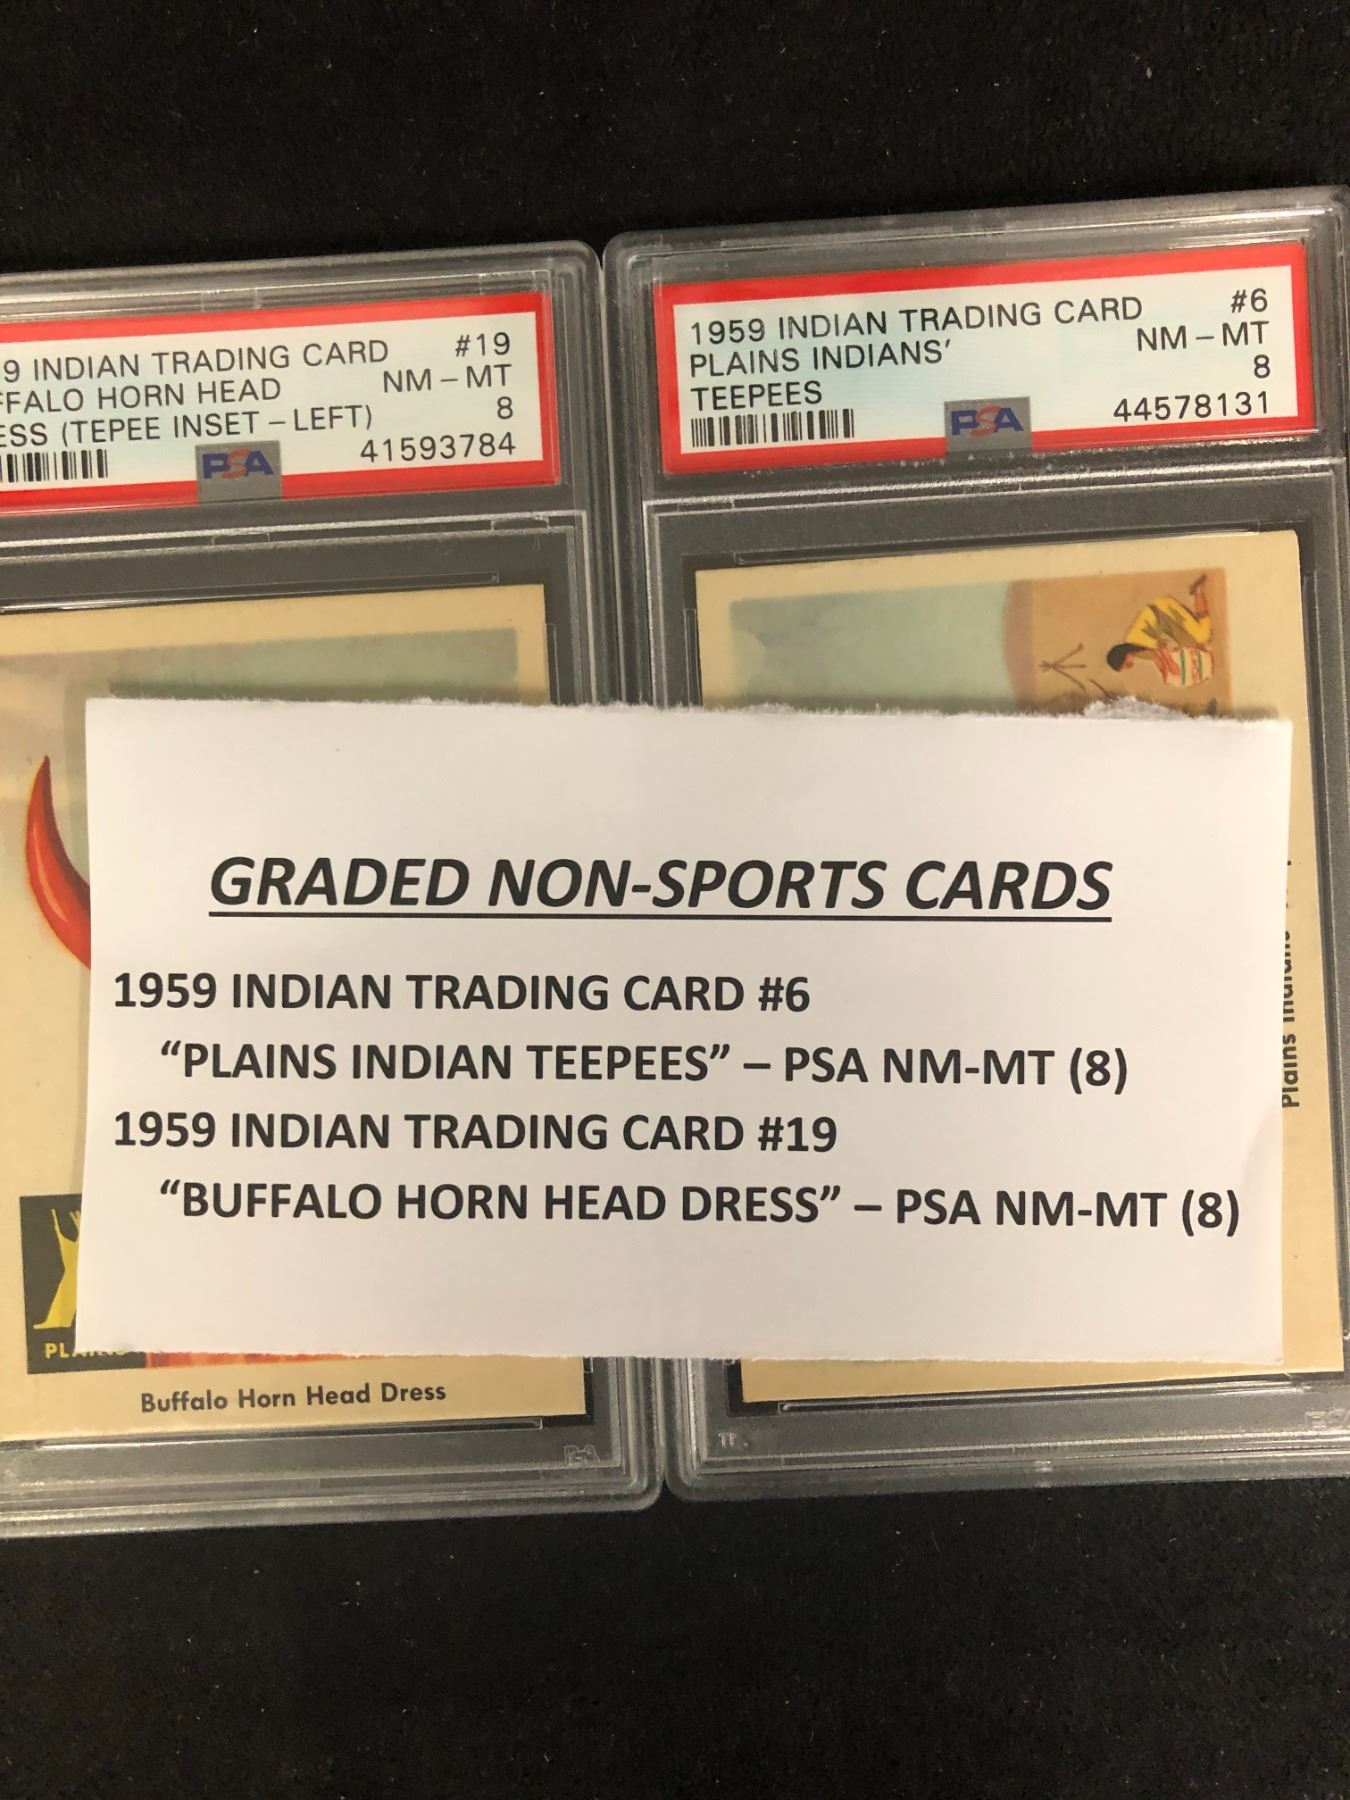 9 INDIAN TRADING CARD #19
FFALO HORN HEAD NM-MT
ESS (TEPEE INSET-LEFT) 8
PSA 41593784
1959 INDIAN TRADING CARD #6
PLAINS INDIANS' NM-MT
TEEPEES 8
PSA 44578131
GRADED NON-SPORTS CARDS
1959 INDIAN TRADING CARD #6
“PLAINS INDIAN TEEPEES” – PSA NM-MT (8)
1959 INDIAN TRADING CARD #19
“BUFFALO HORN HEAD DRESS” – PSA NM-MT (8)
Plains Indians'
Buffalo Horn Head Dress